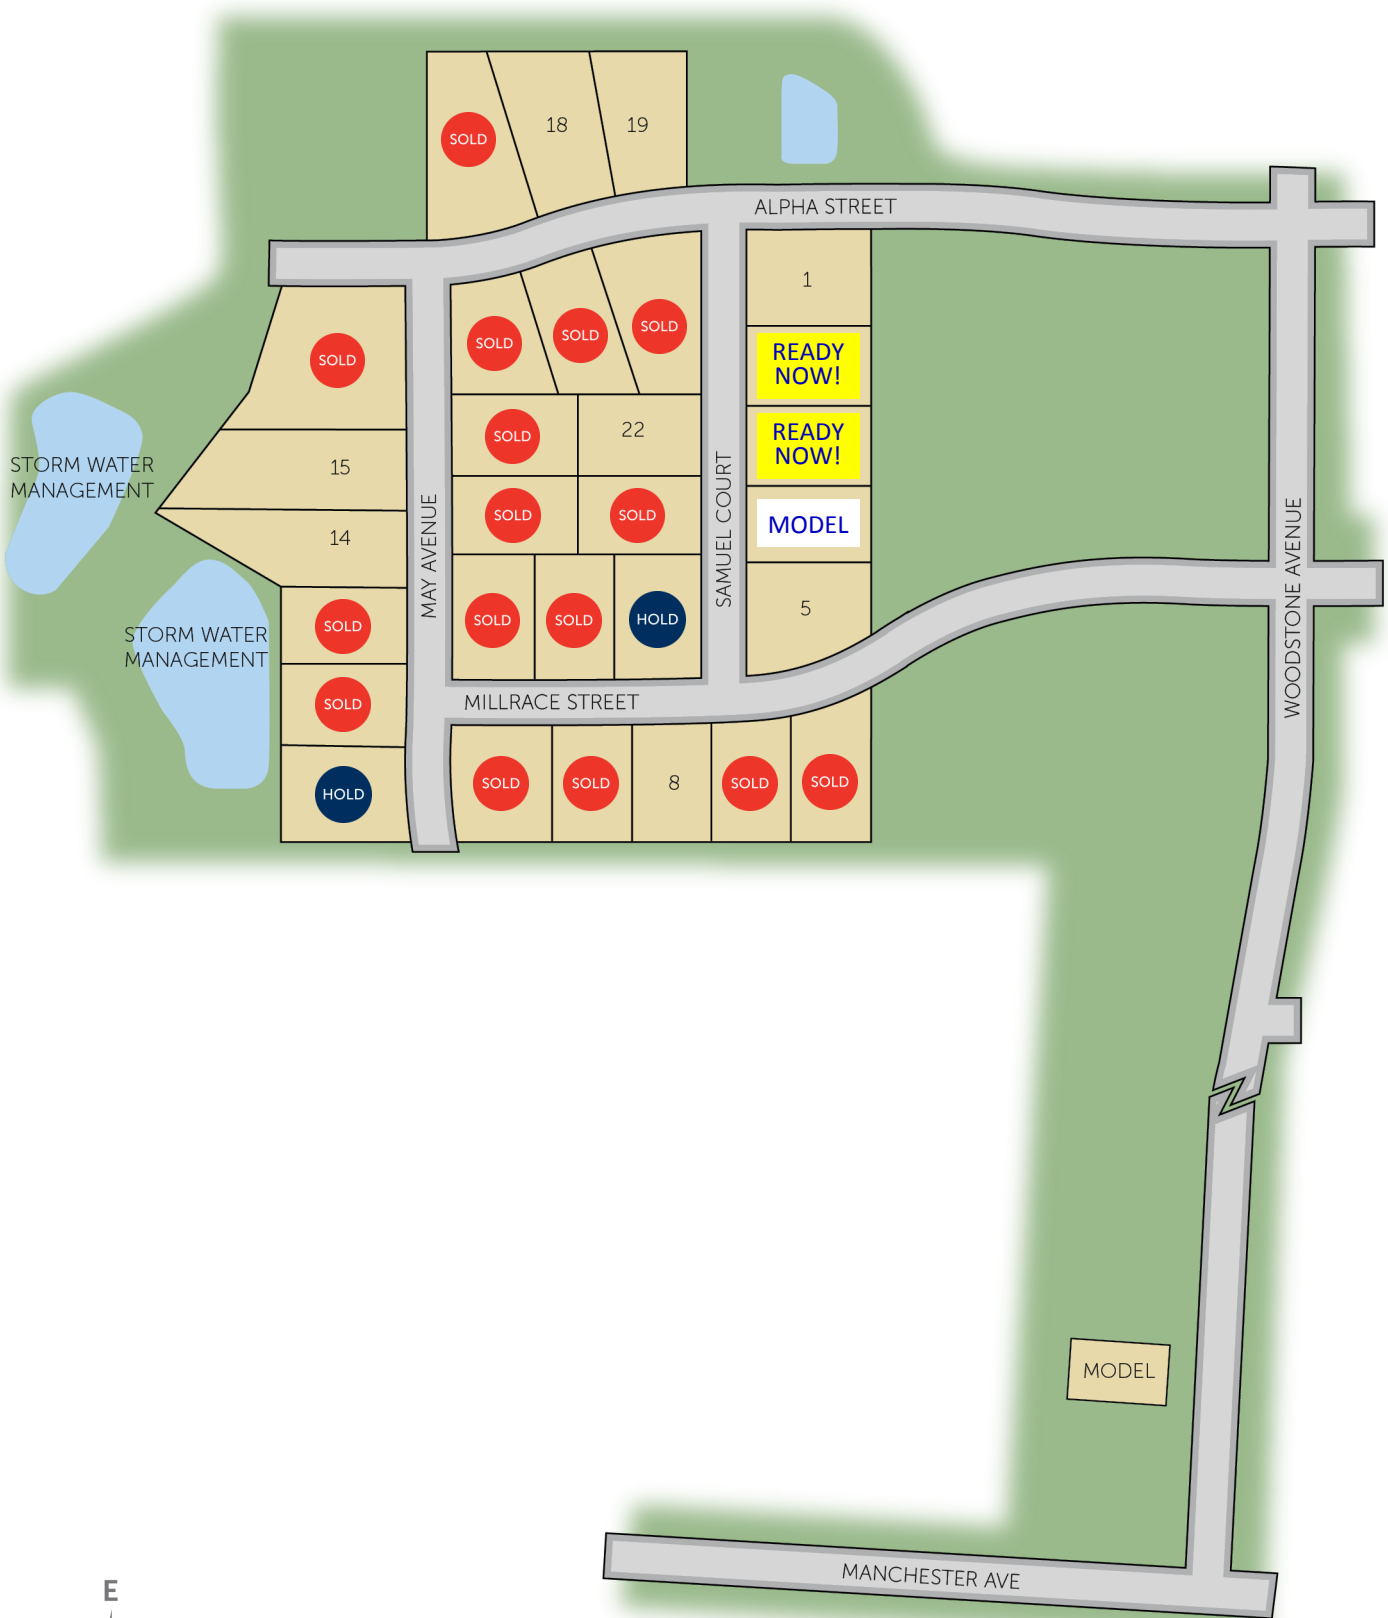 SOLD
18
19
ALPHA STREET
1
SOLD
SOLD
SOLD
SOLD
READY
NOW!
SOLD
22
READY
NOW!
15
STORM WATER
MANAGEMENT
SOLD
SOLD
MODEL
14
MAY AVENUE
SAMUEL COURT
WOODSTONE AVENUE
SOLD
SOLD
SOLD
HOLD
5
STORM WATER
MANAGEMENT
SOLD
MILLRACE STREET
HOLD
SOLD
SOLD
8
SOLD
SOLD
MODEL
MANCHESTER AVE
E